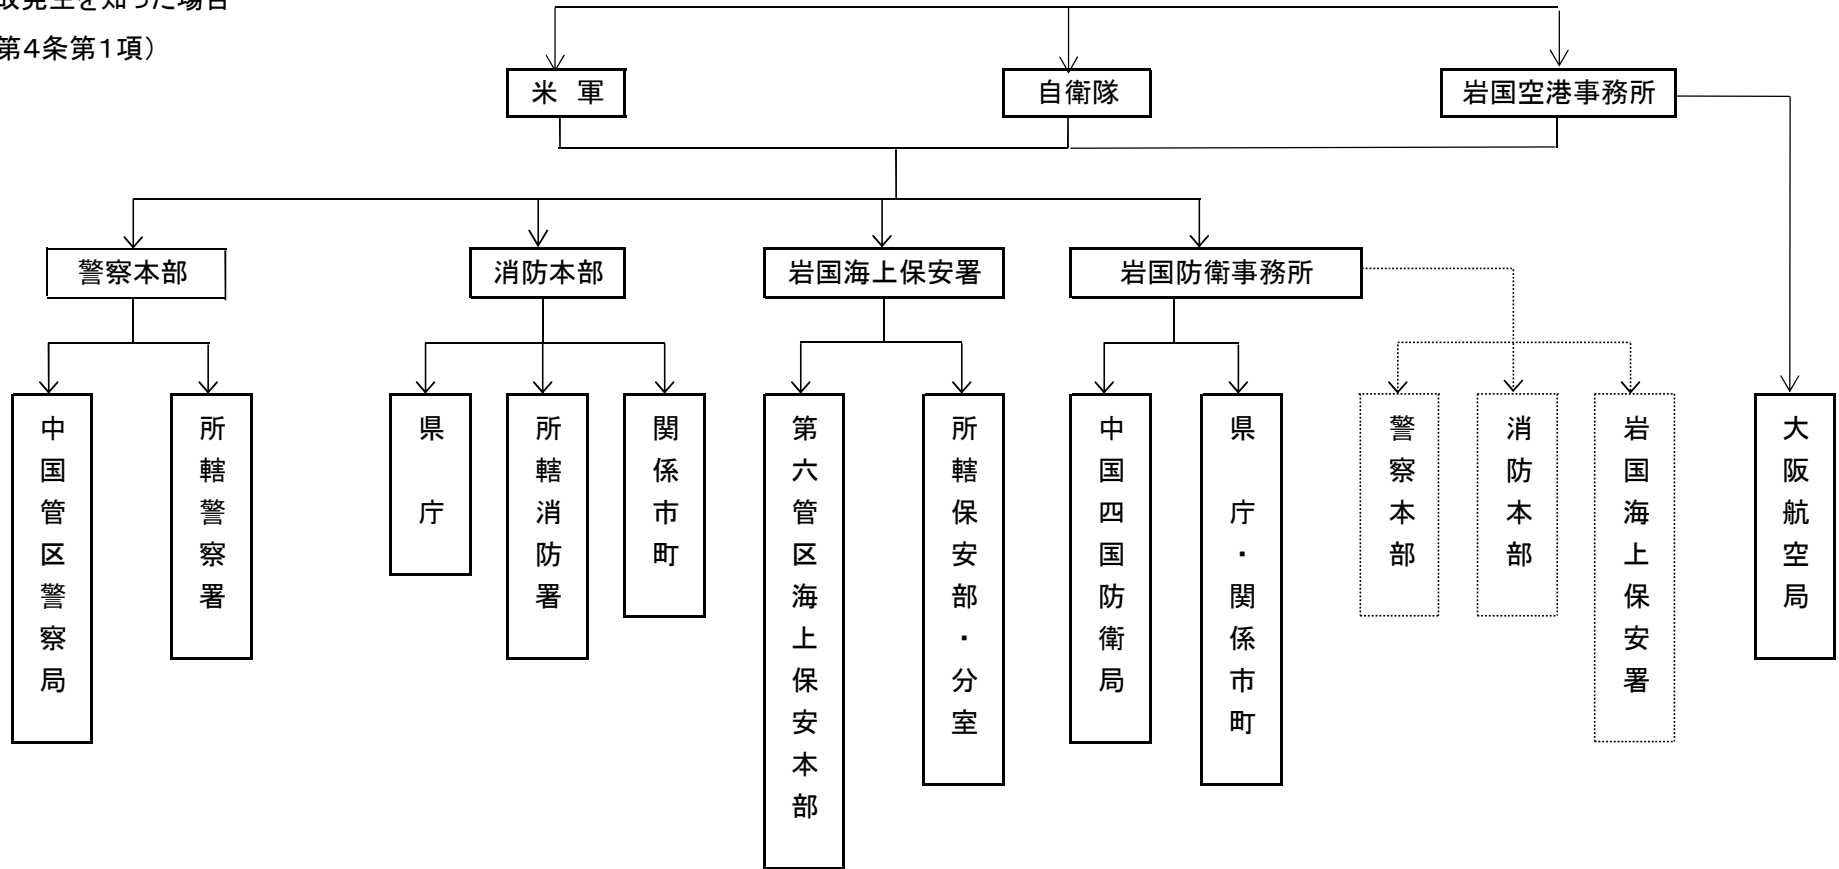 故発生を知った場合
第4条第1項）
米　軍
自衛隊
岩国空港事務所
警察本部
消防本部
岩国海上保安署
岩国防衛事務所
中国管区警察局
所轄警察署
県　庁
所轄消防署
関係市町
第六管区海上保安本部
所轄保安部・分室
中国四国防衛局
県　庁・関係市町
警察本部
消防本部
岩国海上保安署
大阪航空局